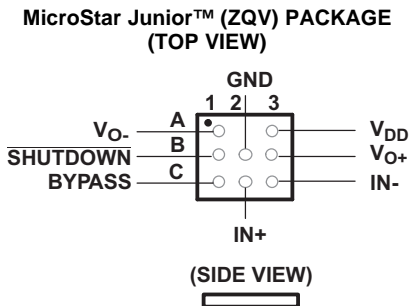 MicroStar Junior™ (ZQV) PACKAGE
(TOP VIEW)
GND
1 2 3
A
B
C
VO-
SHUTDOWN
BYPASS
VDD
VO+
IN-
IN+
(SIDE VIEW)